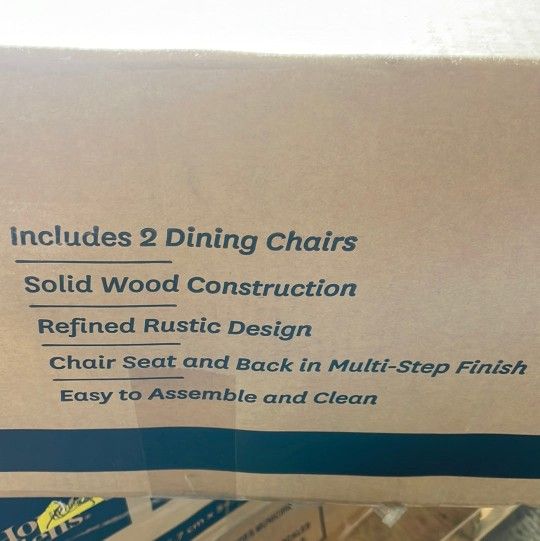 Includes 2 Dining Chairs
Solid Wood Construction
Refined Rustic Design
Chair Seat and Back in Multi-Step Finish
Easy to Assemble and Clean